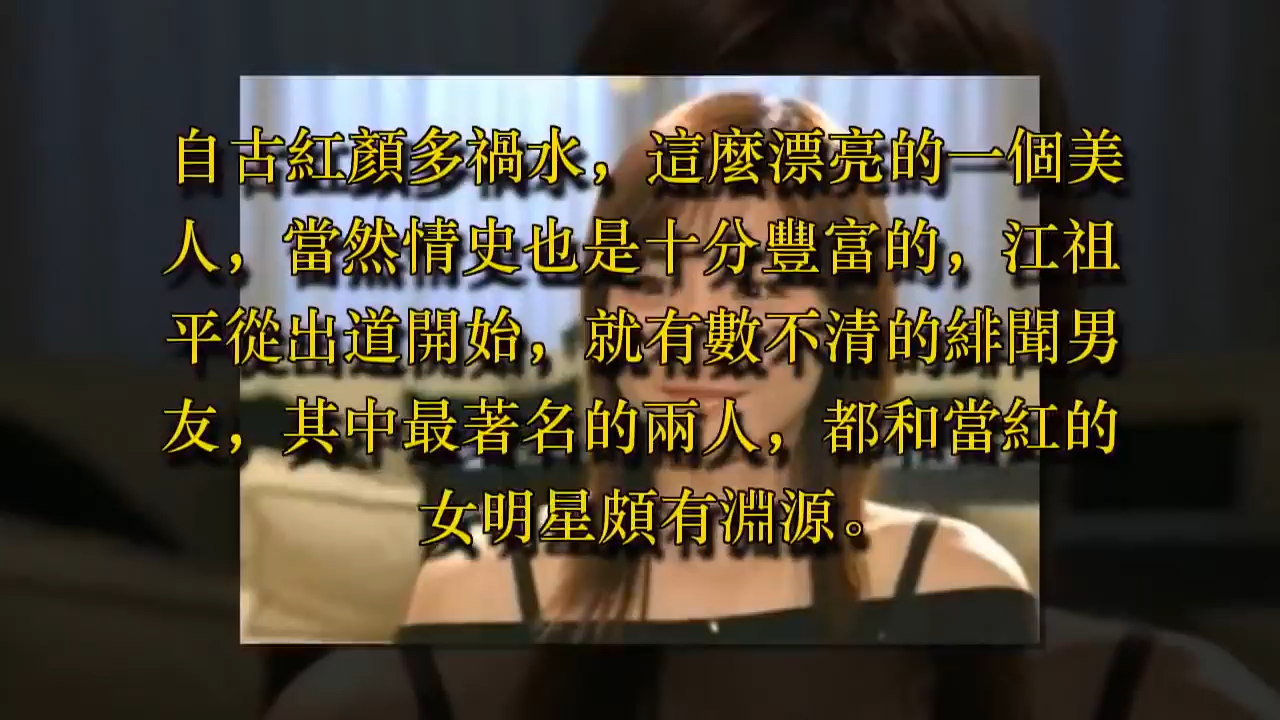 自古紅顏多禍水，這麼漂亮的一個美
人，當然情史也是十分豐富的，江祖
平從出道開始，就有數不清的緋聞男
友，其中最著名的兩人，都和當紅的
女明星頗有淵源。